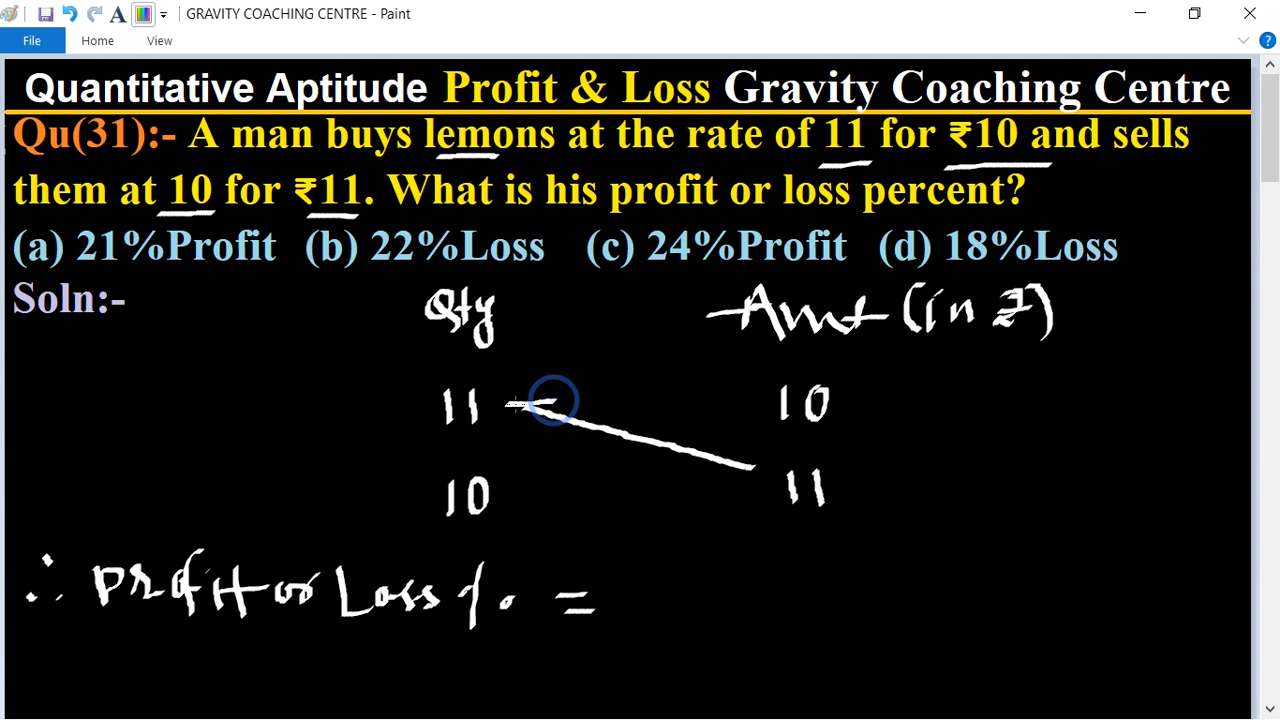 GRAVITY COACHING CENTRE - Paint
File Home View
Quantitative Aptitude Profit & Loss Gravity Coaching Centre
Qu(31):- A man buys lemons at the rate of 11 for ₹10 and sells
them at 10 for ₹11. What is his profit or loss percent?
(a) 21%Profit (b) 22%Loss (c) 24%Profit (d) 18%Loss
Soln:-
Qty Amt (in ₹)
11 10
10 11
∴ Profit or Loss % =